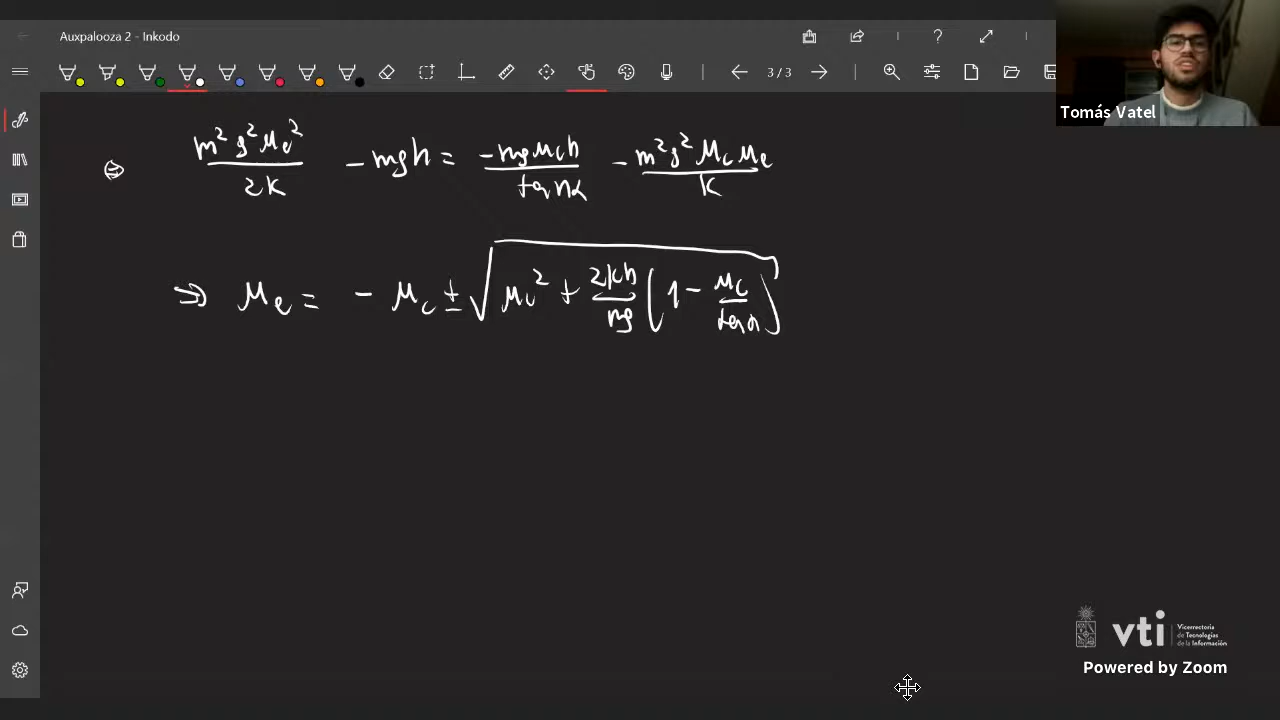 Auxpalooza 2 - Inkodo
3/3
Tomás Vatel
⇔ m²g²μe²/2k - mgh = -mgμch/tanα - m²g²μcμe/k
⇒ μe = - μc ± √(μc² + 2kh/mg (1 - μc/tanα))
vti Vicerrectoría
de Tecnologías
de la Información
Powered by Zoom